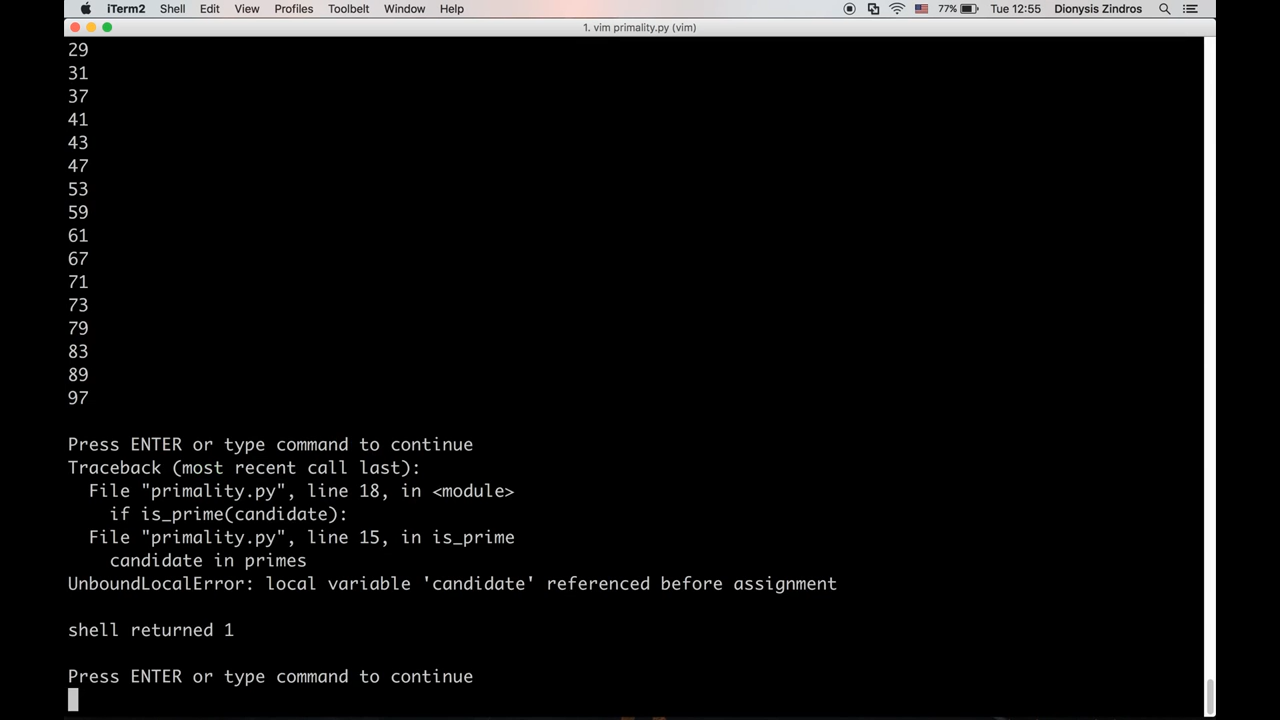 iTerm2 Shell Edit View Profiles Toolbelt Window Help 77% Tue 12:55 Dionysis Zindros
1. vim primality.py (vim)
29
31
37
41
43
47
53
59
61
67
71
73
79
83
89
97
Press ENTER or type command to continue
Traceback (most recent call last):
File "primality.py", line 18, in <module>
if is_prime(candidate):
File "primality.py", line 15, in is_prime
candidate in primes
UnboundLocalError: local variable 'candidate' referenced before assignment
shell returned 1
Press ENTER or type command to continue